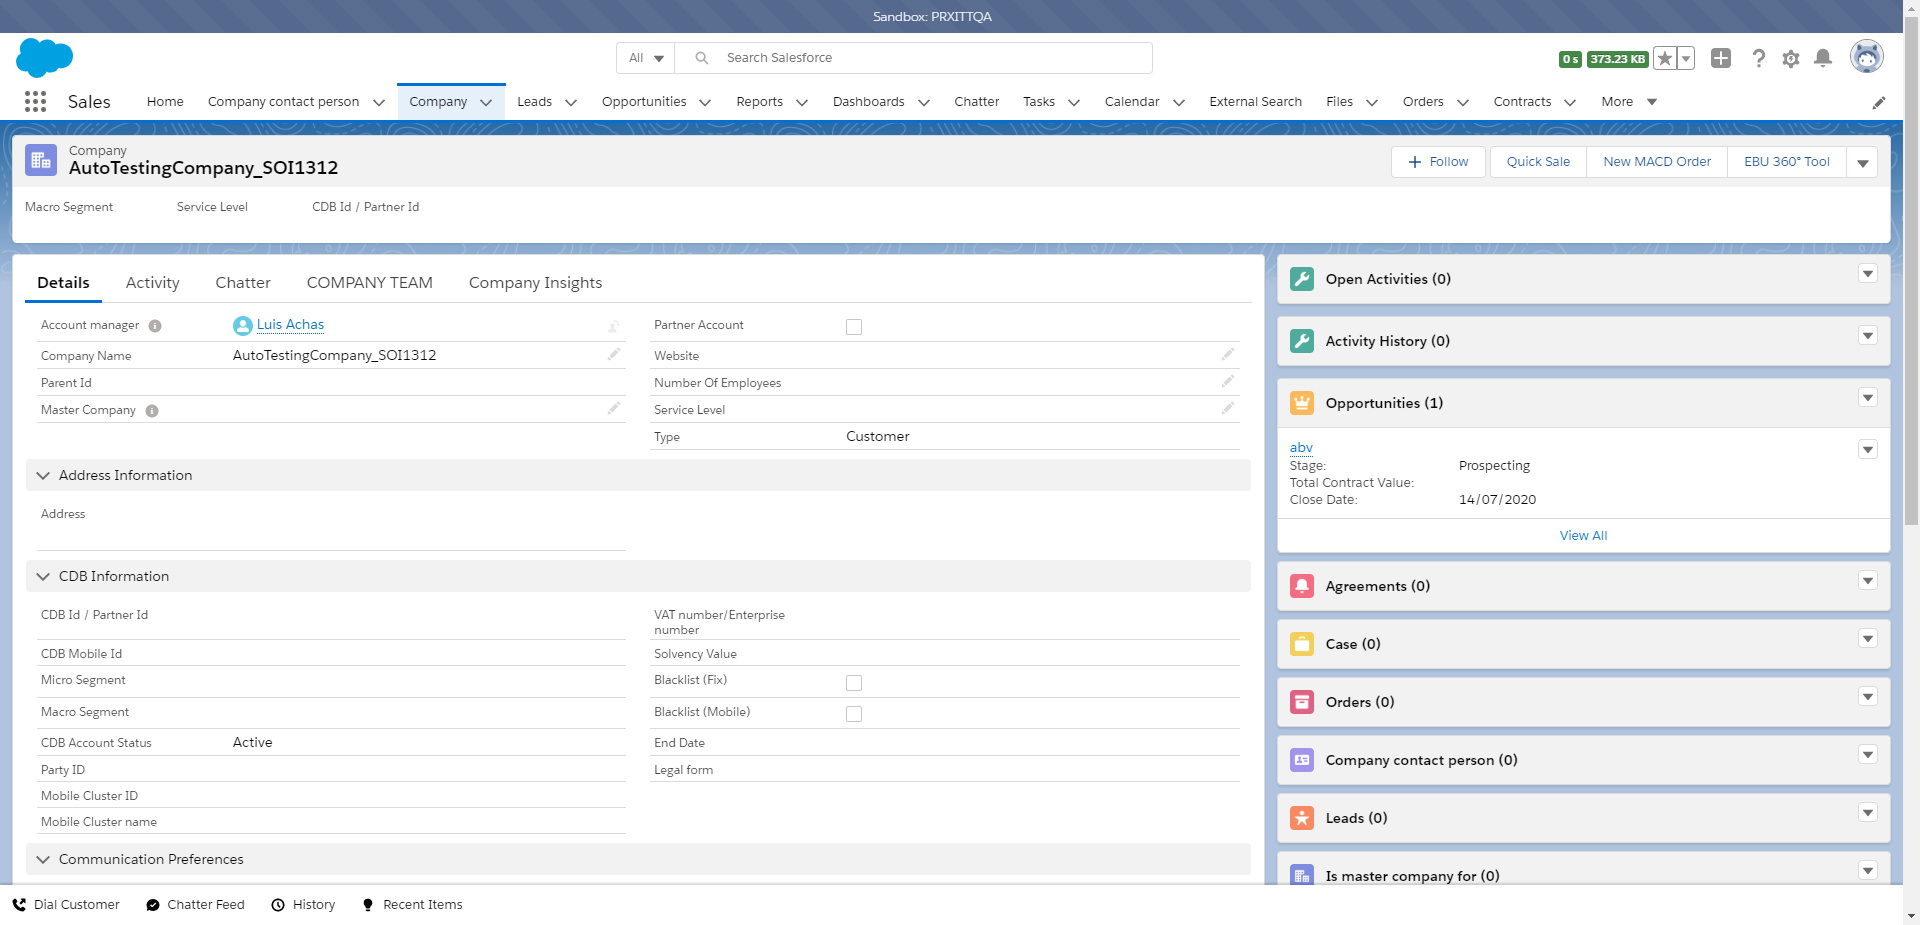 Sandbox: PRXITTQA
All
Search Salesforce
0 s
373.23 KB
Sales
Home
Company contact person
Company
Leads
Opportunities
Reports
Dashboards
Chatter
Tasks
Calendar
External Search
Files
Orders
Contracts
More
Company
AutoTestingCompany_SOI1312
Follow
Quick Sale
New MACD Order
EBU 360° Tool
Macro Segment
Service Level
CDB Id / Partner Id
Details
Activity
Chatter
COMPANY TEAM
Company Insights
Account manager
Luis Achas
Company Name
AutoTestingCompany_SOI1312
Parent Id
Master Company
Partner Account
Website
Number Of Employees
Service Level
Type
Customer
Address Information
Address
CDB Information
CDB Id / Partner Id
CDB Mobile Id
Micro Segment
Macro Segment
CDB Account Status
Active
Party ID
Mobile Cluster ID
Mobile Cluster name
VAT number/Enterprise
number
Solvency Value
Blacklist (Fix)
Blacklist (Mobile)
End Date
Legal form
Communication Preferences
Open Activities (0)
Activity History (0)
Opportunities (1)
abv
Stage:
Prospecting
Total Contract Value:
Close Date:
14/07/2020
View All
Agreements (0)
Case (0)
Orders (0)
Company contact person (0)
Leads (0)
Is master company for (0)
Dial Customer
Chatter Feed
History
Recent Items